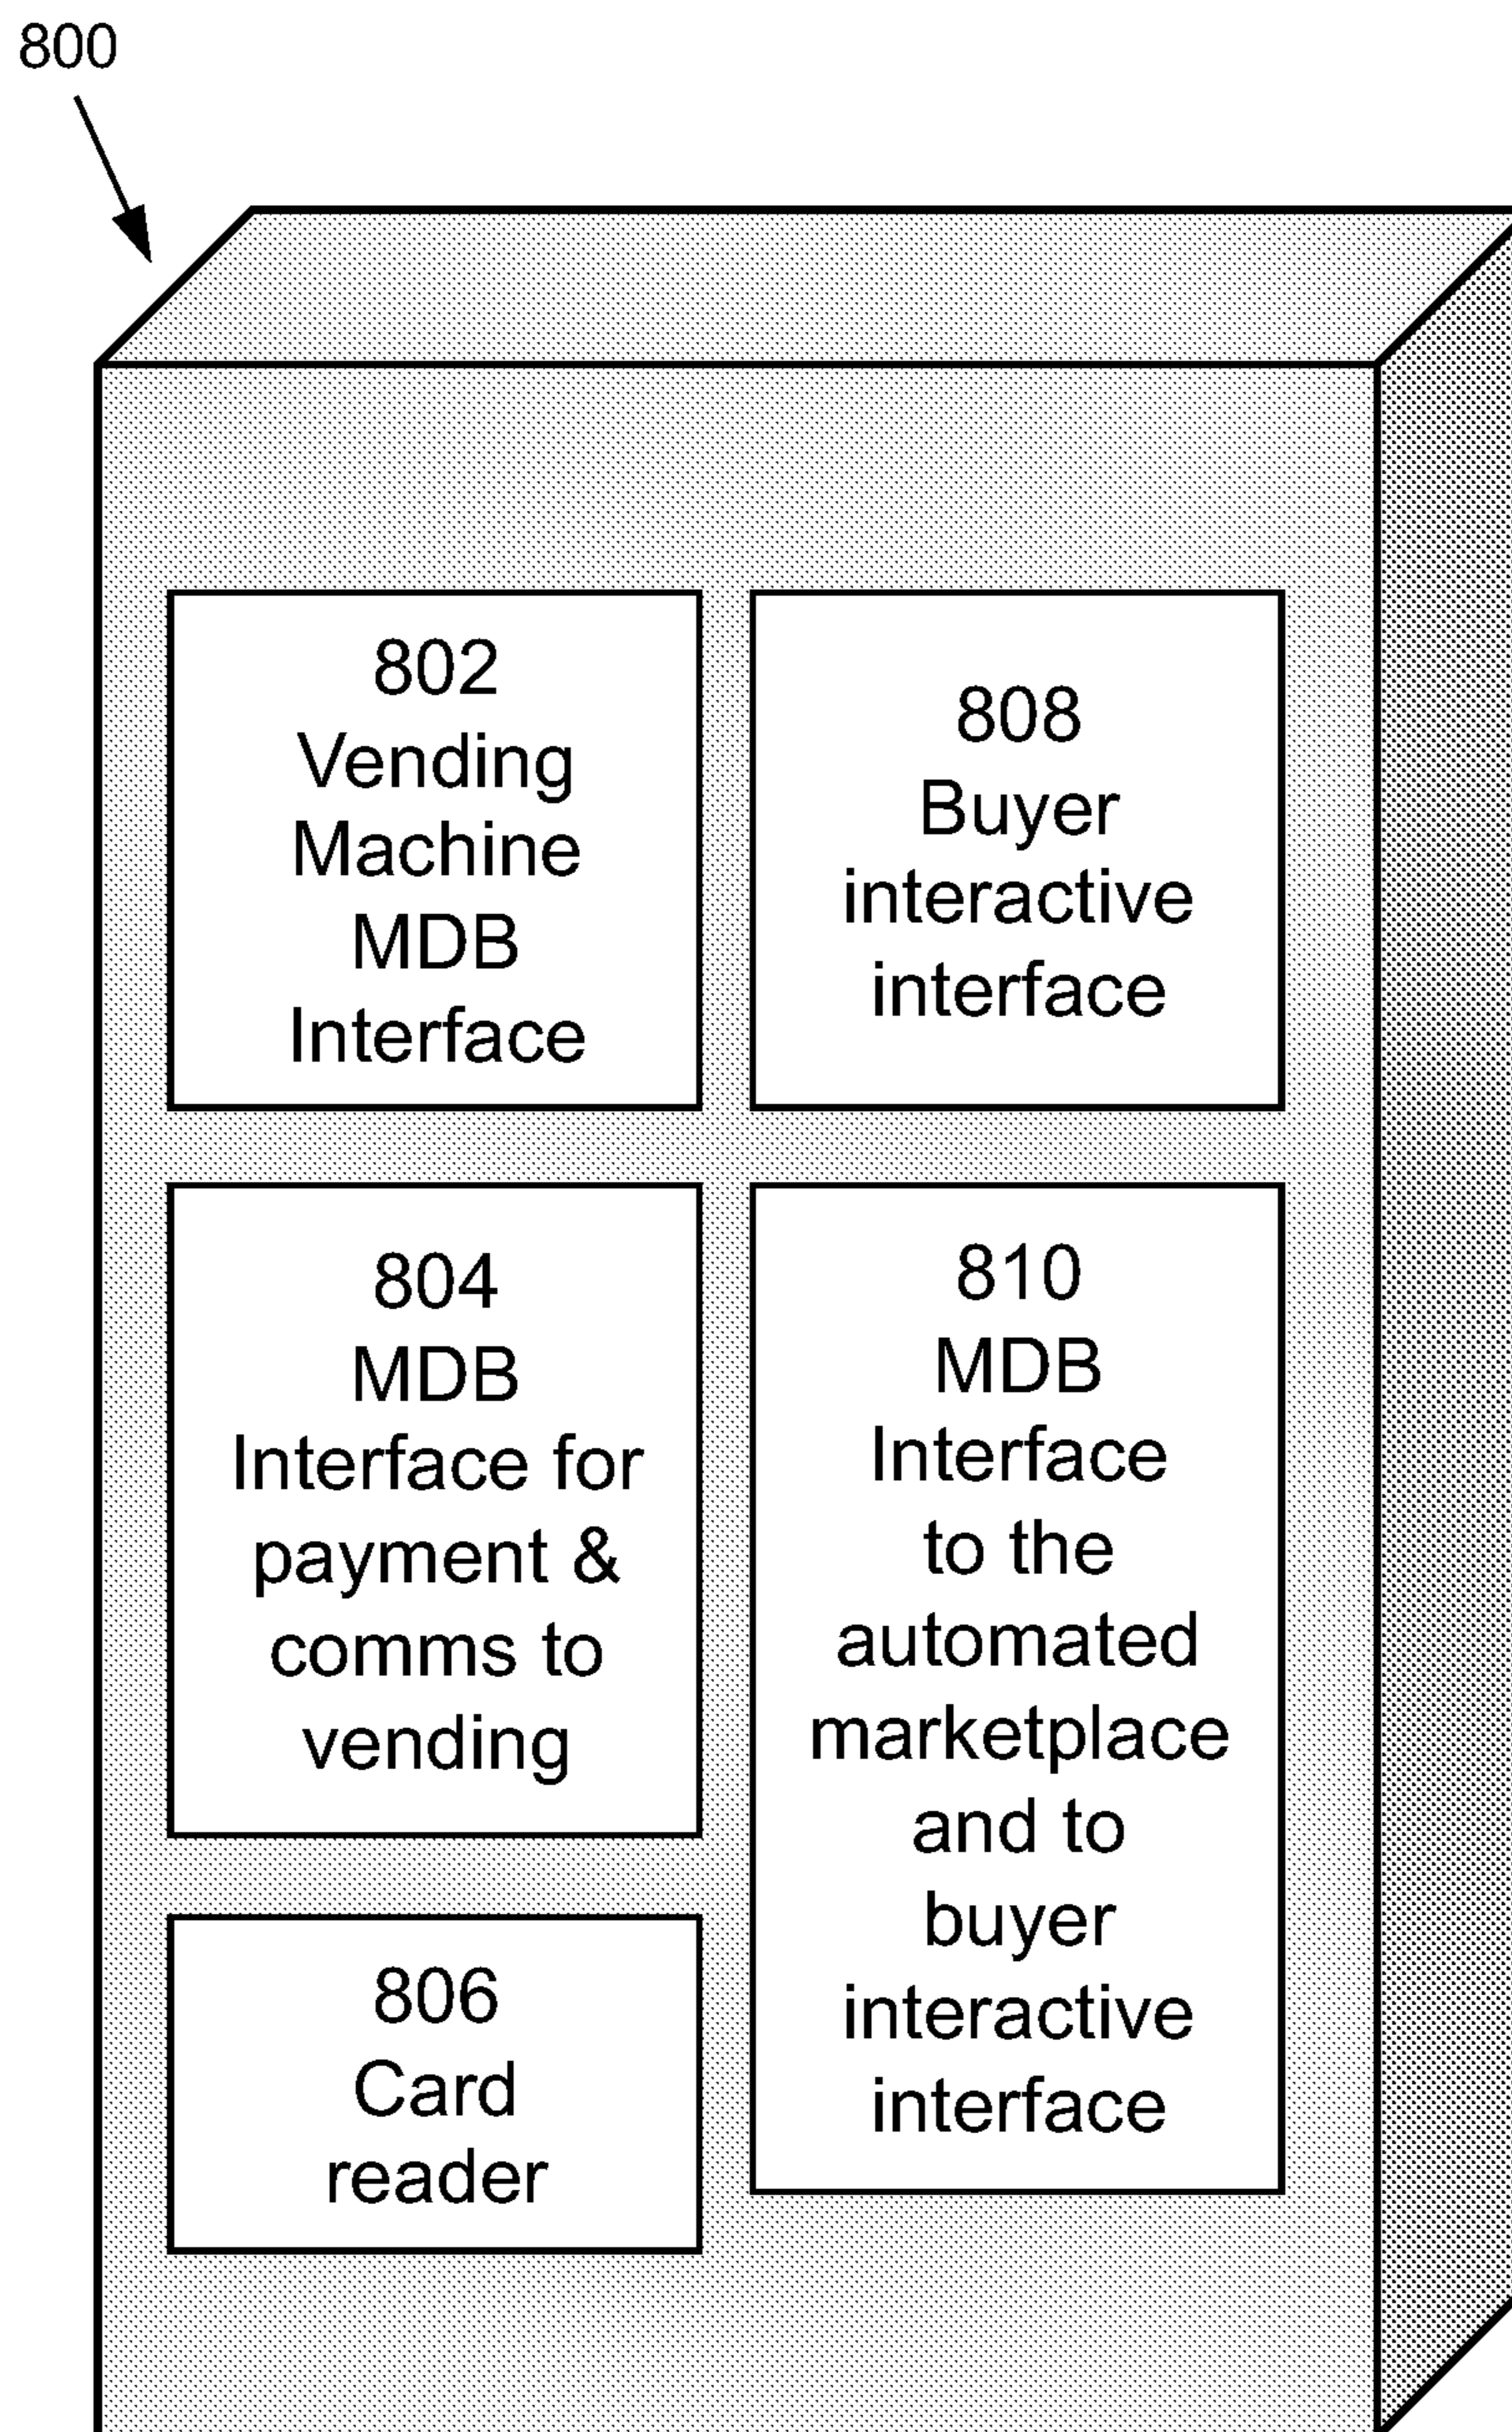 800
802
Vending
Machine
MDB
Interface
804
MDB
Interface for
payment &
comms to
vending
806
Card
reader
808
Buyer
interactive
interface
810
MDB
Interface
to the
automated
marketplace
and to
buyer
interactive
interface